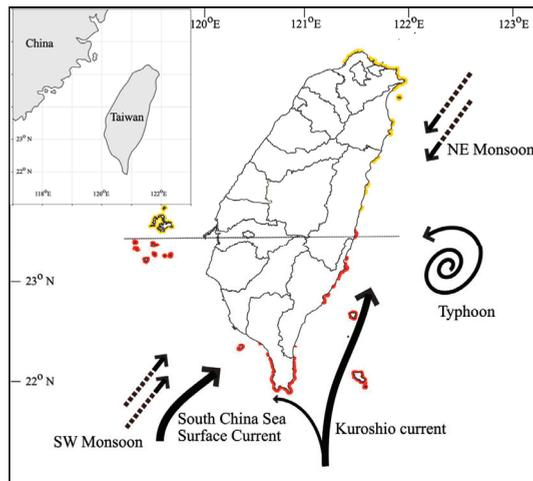 120°E
121°E
122°E
123°E
China
Taiwan
23° N
22° N
118°E
120°E
122°E
NE Monsoon
23° N
Typhoon
22° N
SW Monsoon
South China Sea
Surface Current
Kuroshio current